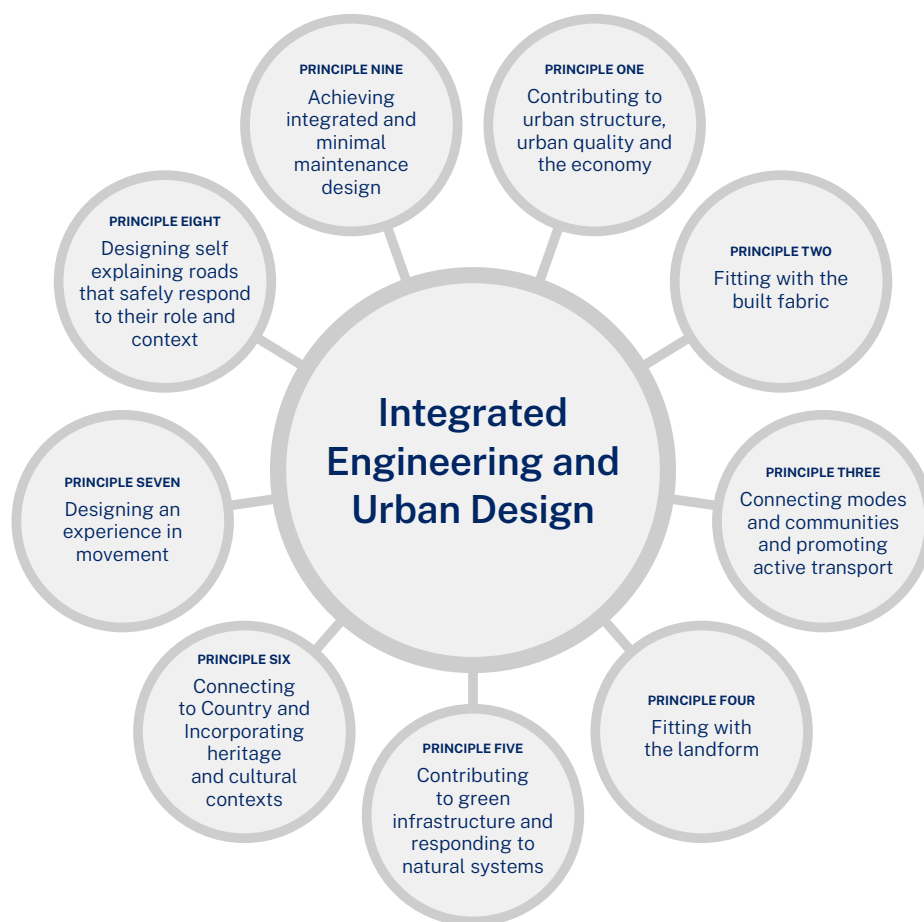 Integrated
Engineering and
Urban Design
PRINCIPLE ONE
Contributing to
urban structure,
urban quality and
the economy
PRINCIPLE TWO
Fitting with the
built fabric
PRINCIPLE THREE
Connecting modes
and communities
and promoting
active transport
PRINCIPLE FOUR
Fitting with
the landform
PRINCIPLE FIVE
Contributing
to green
infrastructure and
responding to
natural systems
PRINCIPLE SIX
Connecting
to Country and
Incorporating
heritage
and cultural
contexts
PRINCIPLE SEVEN
Designing an
experience in
movement
PRINCIPLE EIGHT
Designing self
explaining roads
that safely respond
to their role and
context
PRINCIPLE NINE
Achieving
integrated and
minimal
maintenance
design